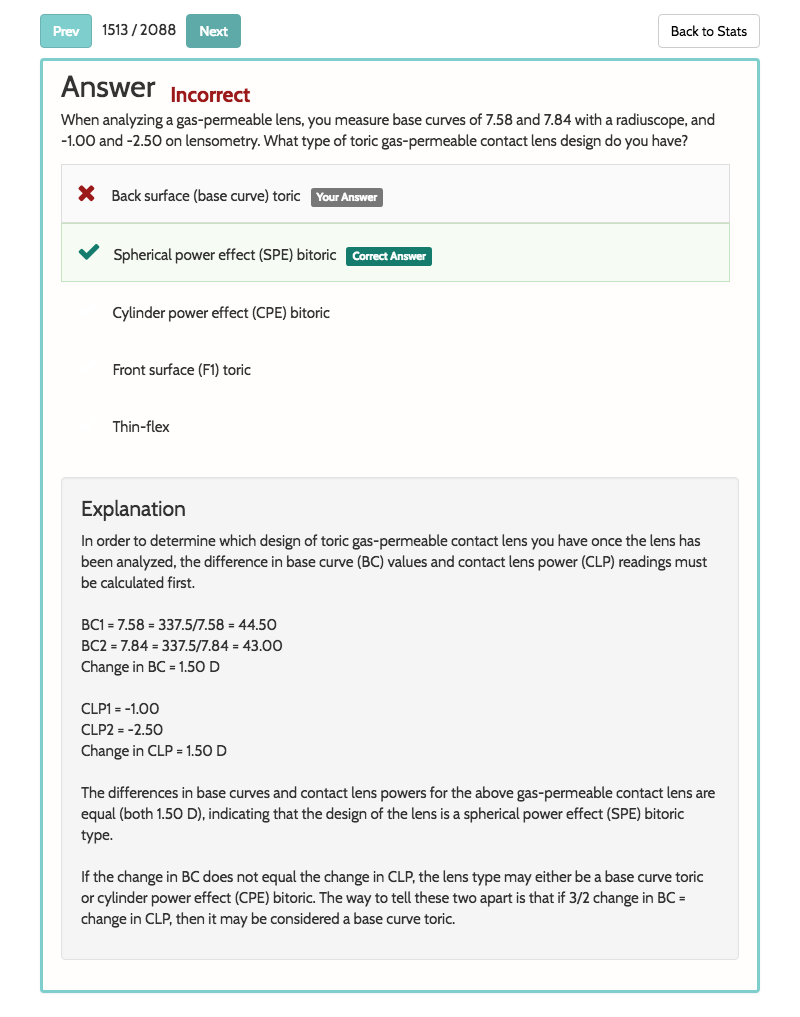 Prev 1513 / 2088 Next Back to Stats
Answer Incorrect
When analyzing a gas-permeable lens, you measure base curves of 7.58 and 7.84 with a radiuscope, and
-1.00 and -2.50 on lensometry. What type of toric gas-permeable contact lens design do you have?
Back surface (base curve) toric Your Answer
Spherical power effect (SPE) bitoric Correct Answer
Cylinder power effect (CPE) bitoric
Front surface (F1) toric
Thin-flex
Explanation
In order to determine which design of toric gas-permeable contact lens you have once the lens has
been analyzed, the difference in base curve (BC) values and contact lens power (CLP) readings must
be calculated first.
BC1 = 7.58 = 337.5/7.58 = 44.50
BC2 = 7.84 = 337.5/7.84 = 43.00
Change in BC = 1.50 D
CLP1 = -1.00
CLP2 = -2.50
Change in CLP = 1.50 D
The differences in base curves and contact lens powers for the above gas-permeable contact lens are
equal (both 1.50 D), indicating that the design of the lens is a spherical power effect (SPE) bitoric
type.
If the change in BC does not equal the change in CLP, the lens type may either be a base curve toric
or cylinder power effect (CPE) bitoric. The way to tell these two apart is that if 3/2 change in BC =
change in CLP, then it may be considered a base curve toric.